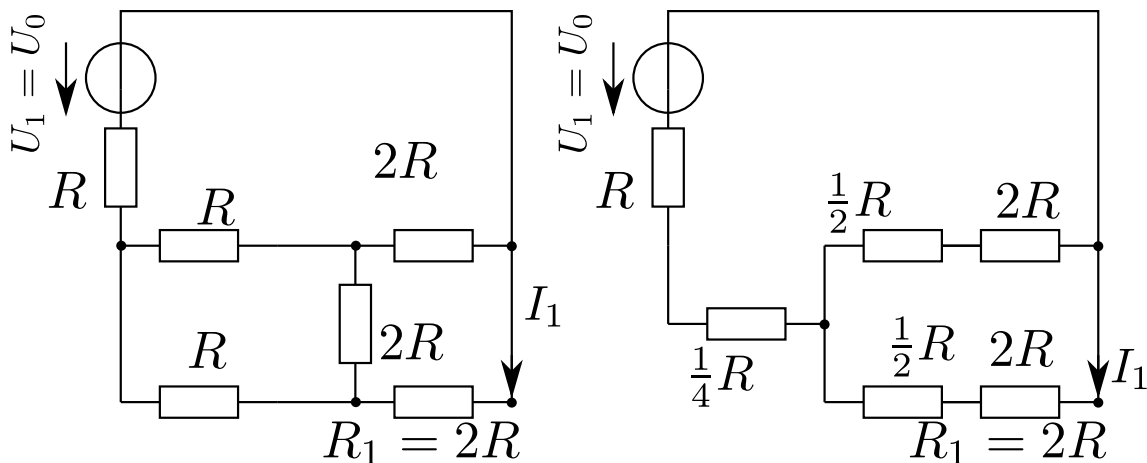 U₁ = U₀
R
R
2R
I₁
R
2R
R₁ = 2R
U₁ = U₀
R
½R
2R
¼R
½R
2R
I₁
R₁ = 2R